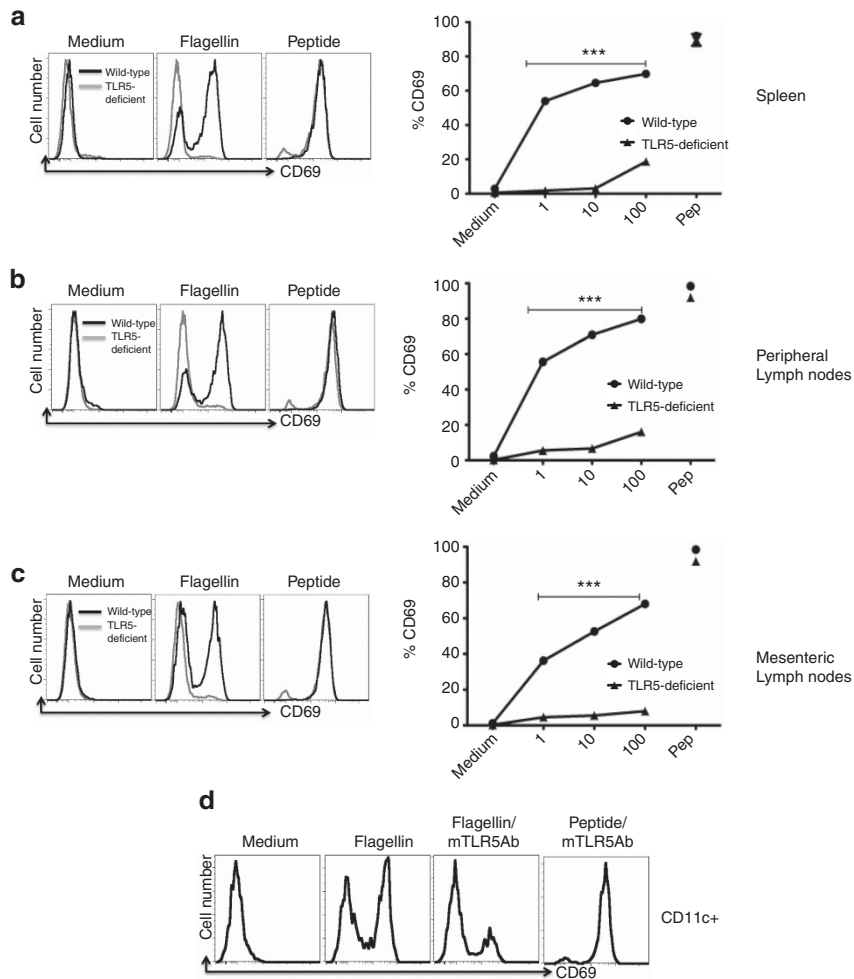 a
Medium Flagellin Peptide
Wild-type
TLR5-
deficient
Cell number
CD69
% CD69
100
80
60
40
20
0
***
Wild-type
TLR5-deficient
Medium 1 10 100 Pep
Spleen
b
Medium Flagellin Peptide
Wild-type
TLR5-
deficient
Cell number
CD69
% CD69
100
80
60
40
20
0
***
Wild-type
TLR5-deficient
Medium 1 10 100 Pep
Peripheral
Lymph nodes
c
Medium Flagellin Peptide
Wild-type
TLR5-
deficient
Cell number
CD69
% CD69
100
80
60
40
20
0
***
Wild-type
TLR5-deficient
Medium 1 10 100 Pep
Mesenteric
Lymph nodes
d
Medium Flagellin Flagellin/ mTLR5Ab Peptide/ mTLR5Ab
Cell number
CD69
CD11c+